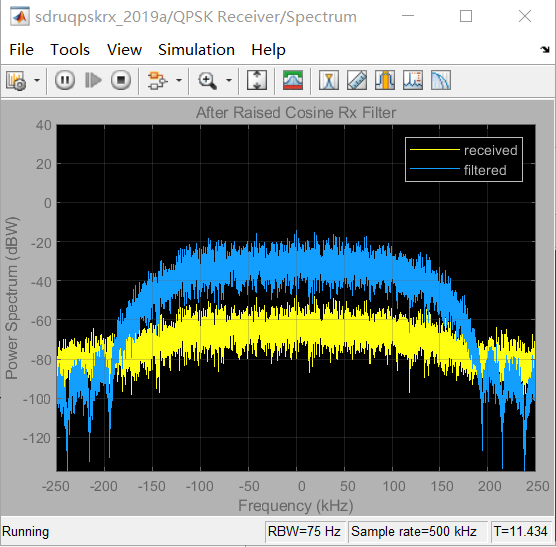 sdruqpskrx_2019a/QPSK Receiver/Spectrum
File Tools View Simulation Help
After Raised Cosine Rx Filter
received
filtered
Power Spectrum (dBW)
40
20
0
-20
-40
-60
-80
-100
-120
-250 -200 -150 -100 -50 0 50 100 150 200 250
Frequency (kHz)
Running RBW=75 Hz Sample rate=500 kHz T=11.434